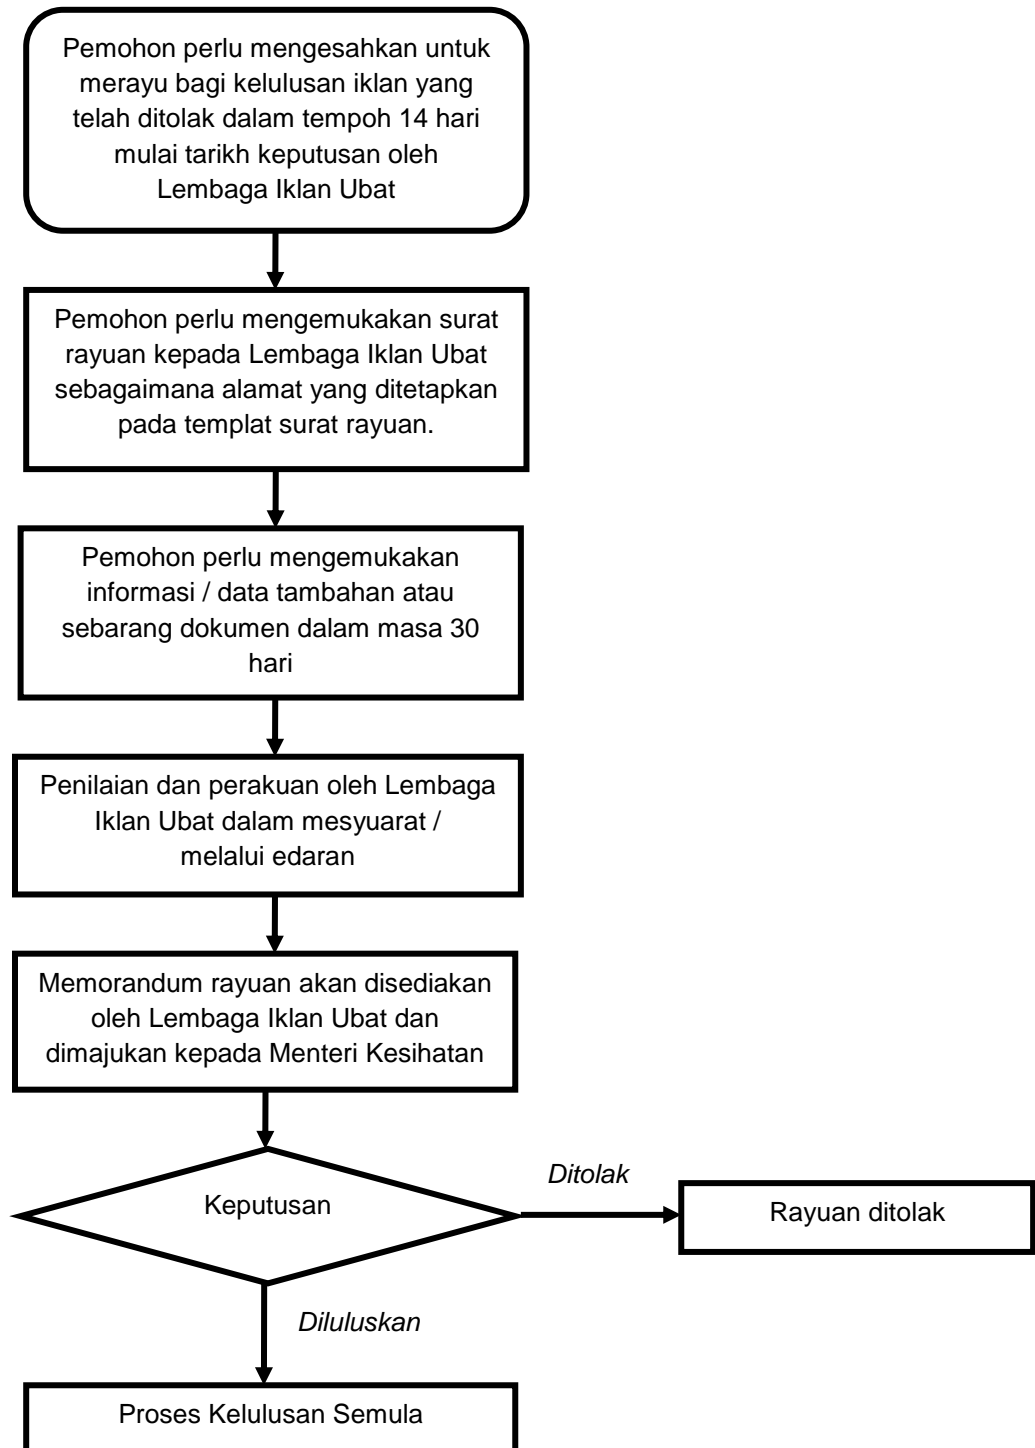 Pemohon perlu mengesahkan untuk
merayu bagi kelulusan iklan yang
telah ditolak dalam tempoh 14 hari
mulai tarikh keputusan oleh
Lembaga Iklan Ubat
Pemohon perlu mengemukakan surat
rayuan kepada Lembaga Iklan Ubat
sebagaimana alamat yang ditetapkan
pada templat surat rayuan.
Pemohon perlu mengemukakan
informasi / data tambahan atau
sebarang dokumen dalam masa 30
hari
Penilaian dan perakuan oleh Lembaga
Iklan Ubat dalam mesyuarat /
melalui edaran
Memorandum rayuan akan disediakan
oleh Lembaga Iklan Ubat dan
dimajukan kepada Menteri Kesihatan
Keputusan
Ditolak
Rayuan ditolak
Diluluskan
Proses Kelulusan Semula